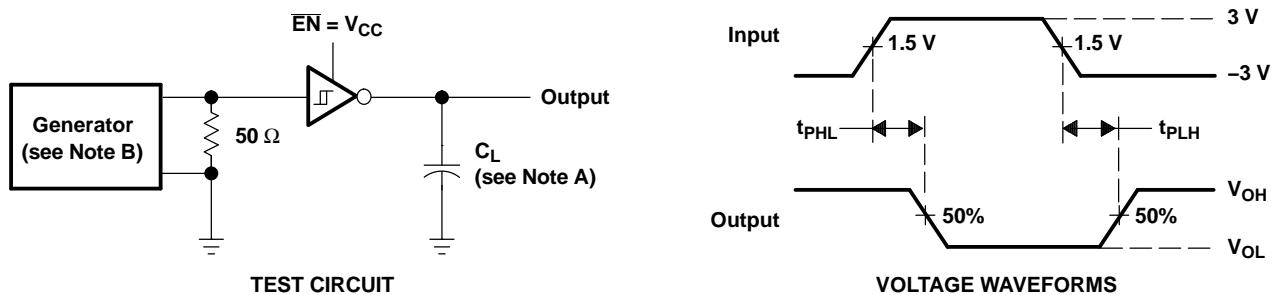 EN = VCC
Generator
(see Note B)
50 Ω
Output
CL
(see Note A)
TEST CIRCUIT
Input
1.5 V
1.5 V
3 V
–3 V
tPHL
tPLH
Output
50%
50%
VOH
VOL
VOLTAGE WAVEFORMS